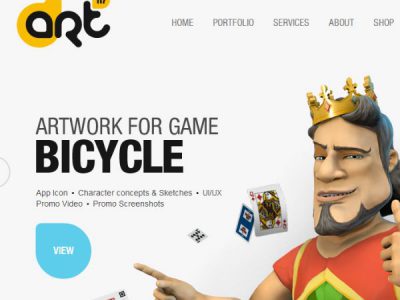 art
HOME PORTFOLIO SERVICES ABOUT SHOP
ARTWORK FOR GAME
BICYCLE
App Icon • Character concepts & Sketches • UI/UX
Promo Video • Promo Screenshots
VIEW